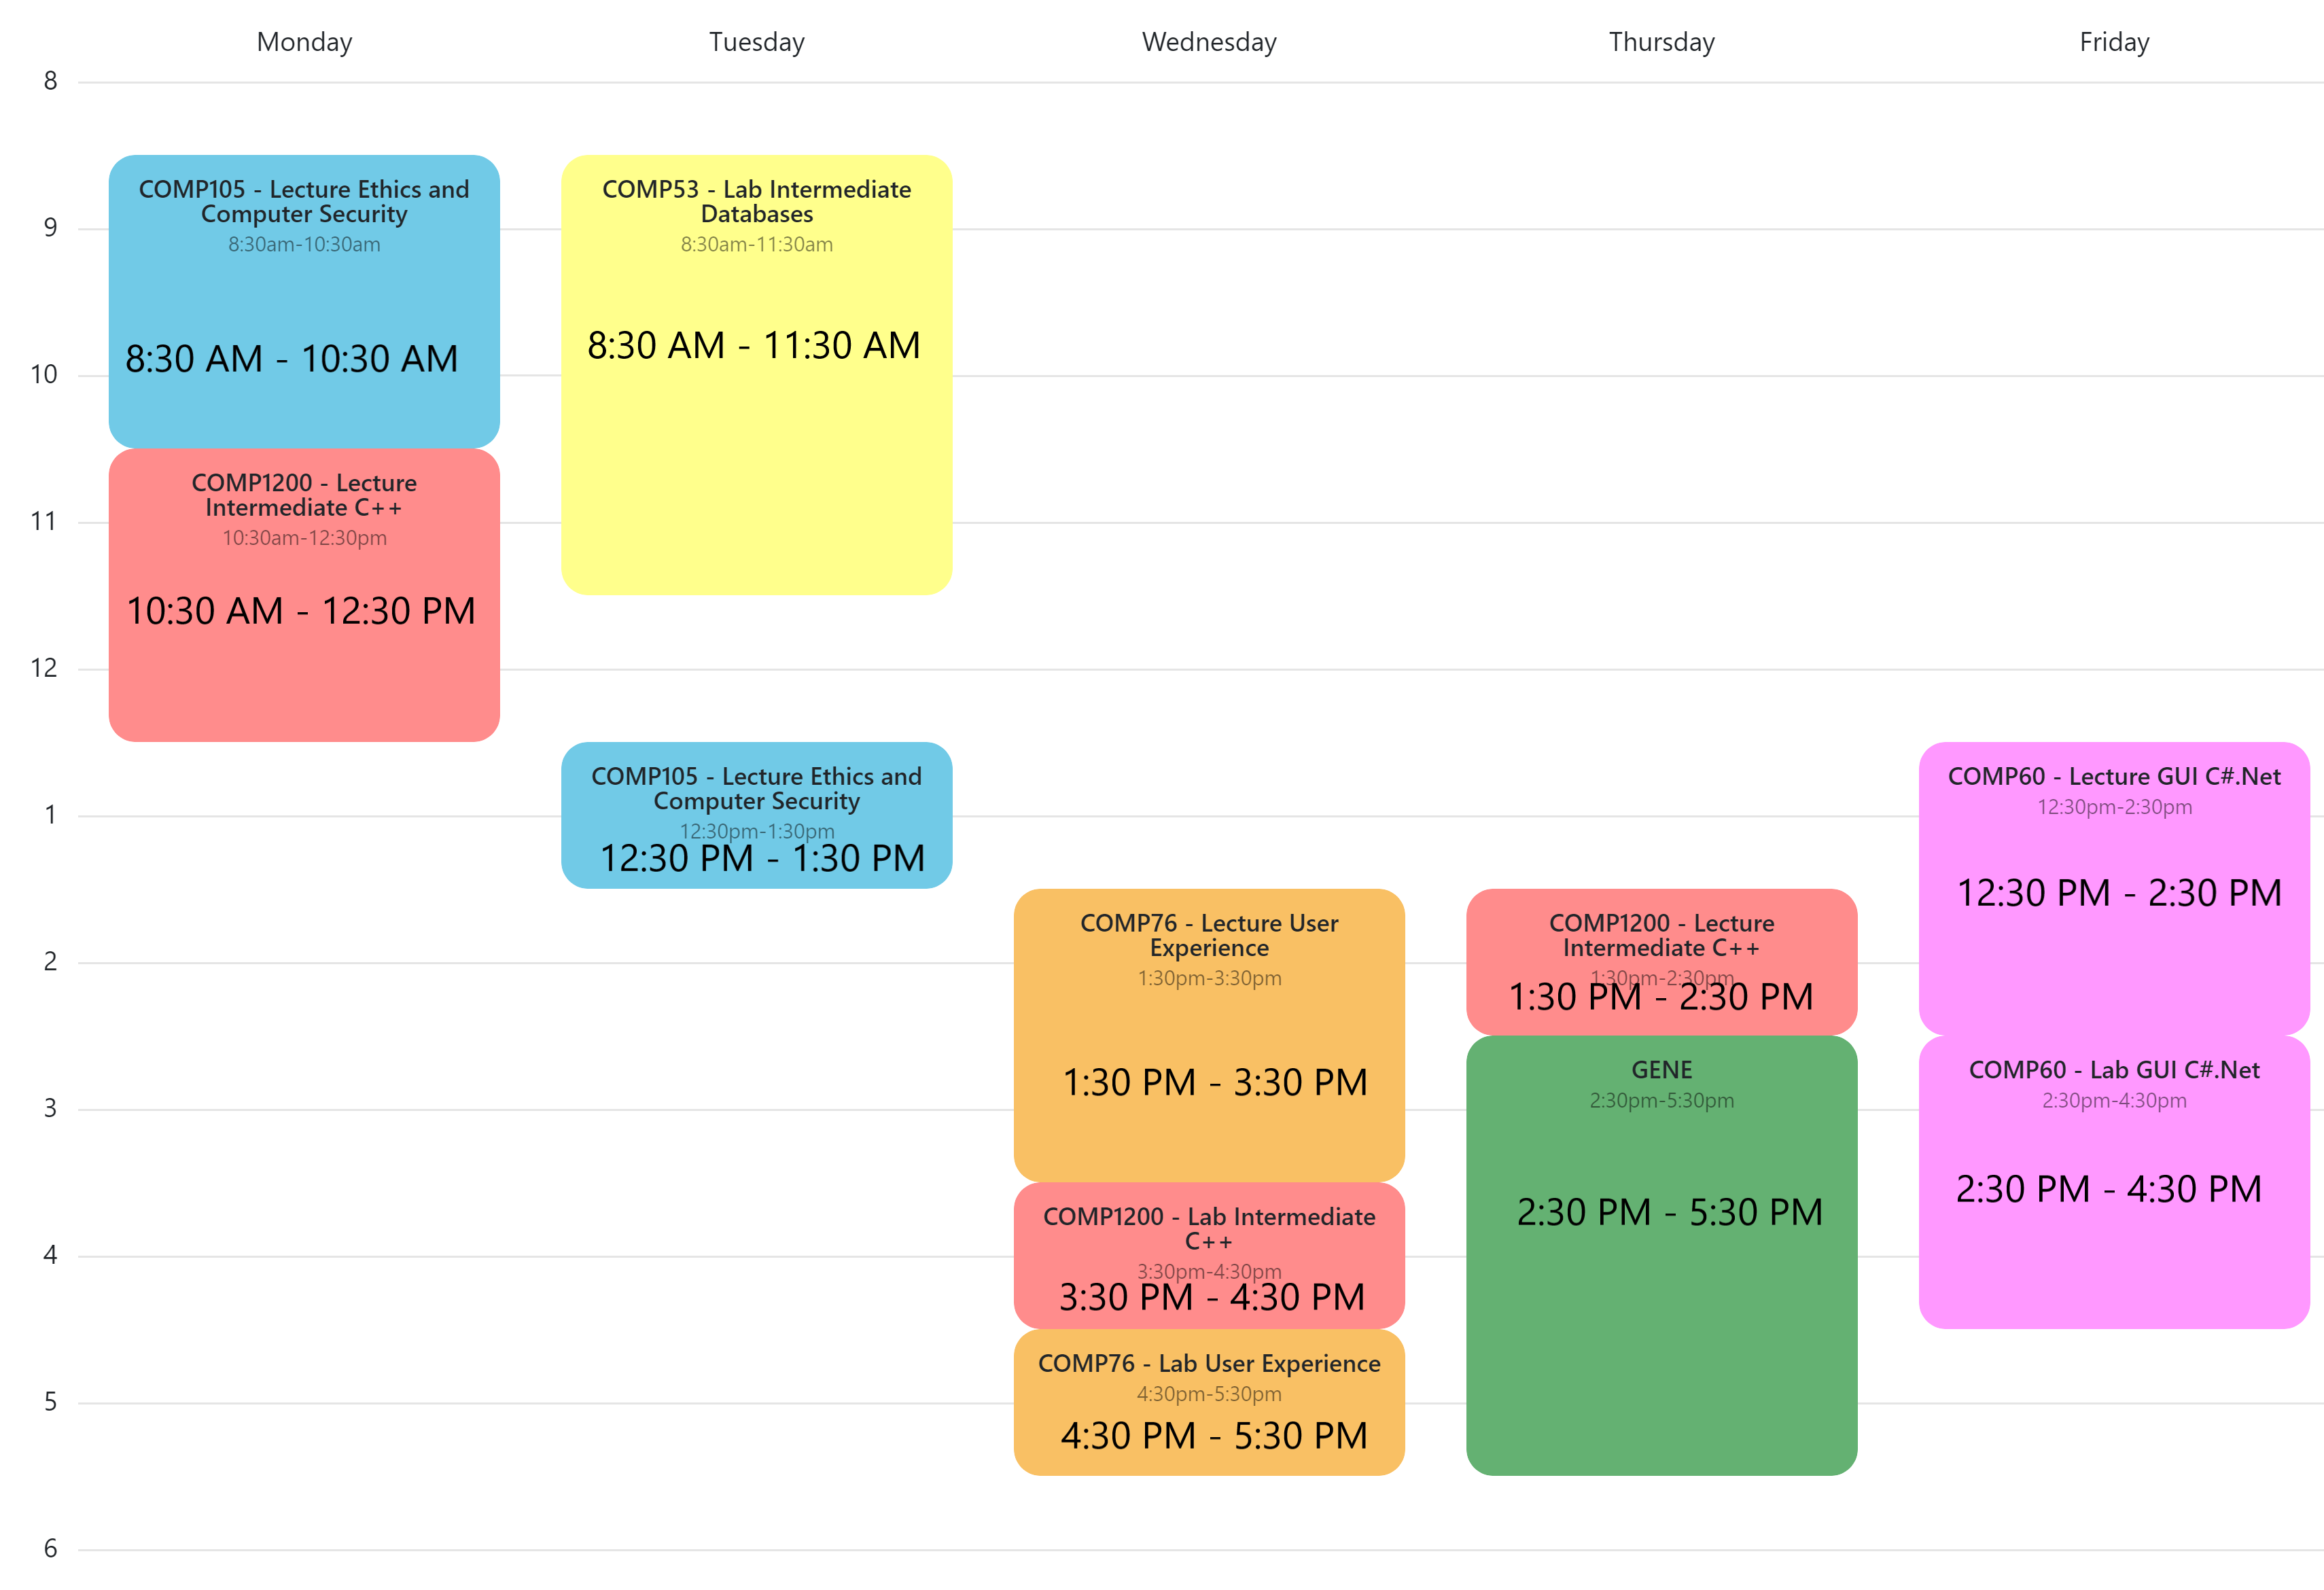 Monday
Tuesday
Wednesday
Thursday
Friday
8
9
10
11
12
1
2
3
4
5
6
COMP105 - Lecture Ethics and
Computer Security
8:30am-10:30am
8:30 AM - 10:30 AM
COMP1200 - Lecture
Intermediate C++
10:30am-12:30pm
10:30 AM - 12:30 PM
COMP53 - Lab Intermediate
Databases
8:30am-11:30am
8:30 AM - 11:30 AM
COMP105 - Lecture Ethics and
Computer Security
12:30pm-1:30pm
12:30 PM - 1:30 PM
COMP76 - Lecture User
Experience
1:30pm-3:30pm
1:30 PM - 3:30 PM
COMP1200 - Lab Intermediate
C++
3:30pm-4:30pm
3:30 PM - 4:30 PM
COMP76 - Lab User Experience
4:30pm-5:30pm
4:30 PM - 5:30 PM
COMP1200 - Lecture
Intermediate C++
1:30pm-2:30pm
1:30 PM - 2:30 PM
GENE
2:30pm-5:30pm
2:30 PM - 5:30 PM
COMP60 - Lecture GUI C#.Net
12:30pm-2:30pm
12:30 PM - 2:30 PM
COMP60 - Lab GUI C#.Net
2:30pm-4:30pm
2:30 PM - 4:30 PM